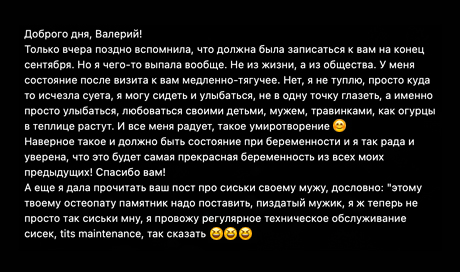 Доброго дня, Валерий!
Только вчера поздно вспомнила, что должна была записаться к вам на конец
сентября. Но я чего-то выпала вообще. Не из жизни, а из общества. У меня
состояние после визита к вам медленно-тягучее. Нет, я не туплю, просто куда
то исчезла суета, я могу сидеть и улыбаться, не в одну точку глазеть, а именно
просто улыбаться, любоваться своими детьми, мужем, травинками, как огурцы
в теплице растут. И все меня радует, такое умиротворение 😊
Наверное такое и должно быть состояние при беременности и я так рада и
уверена, что это будет самая прекрасная беременность из всех моих
предыдущих! Спасибо вам!
А еще я дала прочитать ваш пост про сиськи своему мужу, дословно: "этому
твоему остеопату памятник надо поставить, пиздатый мужик, я ж теперь не
просто так сиськи мну, я провожу регулярное техническое обслуживание
сисек, tits maintenance, так сказать 😆😆😆